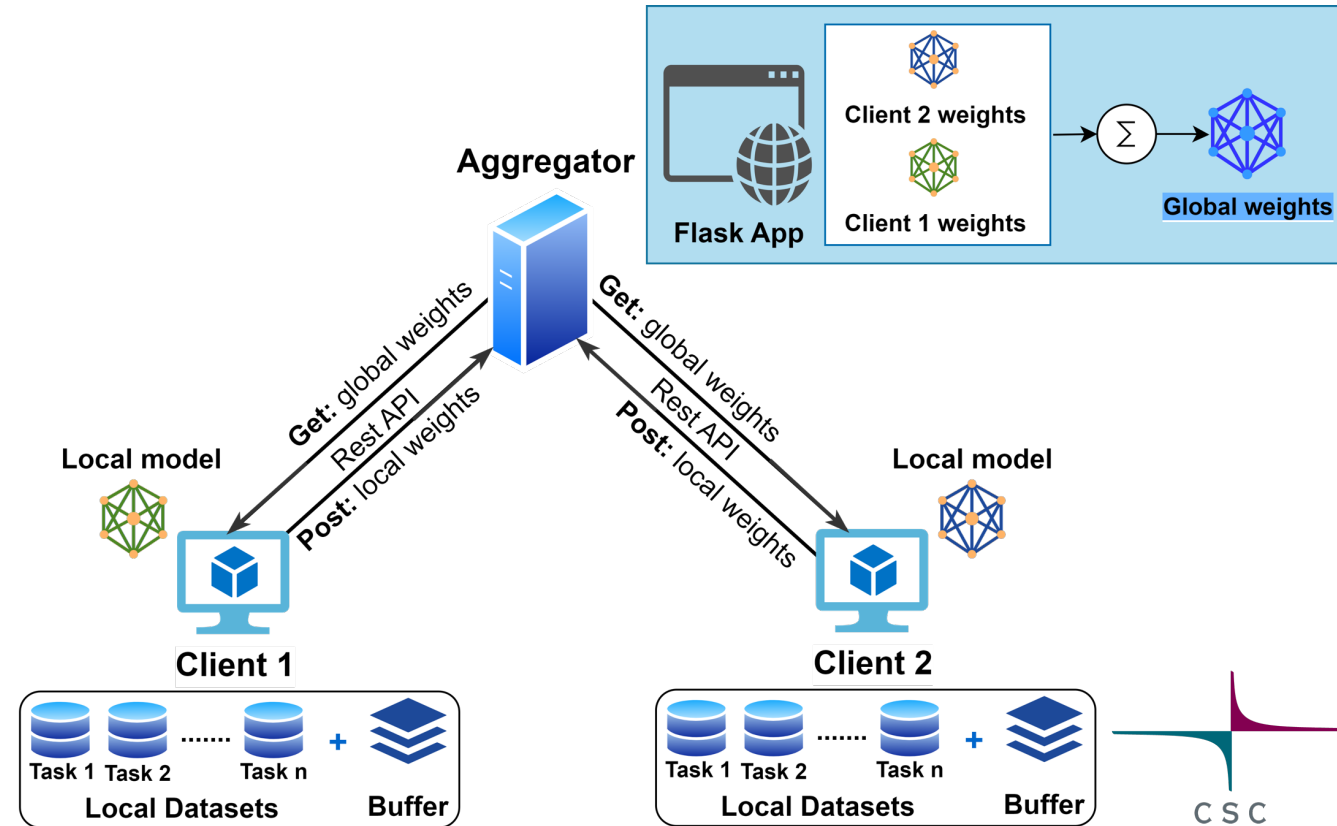 Aggregator
Flask App
Client 2 weights
Client 1 weights
Σ
Global weights
Get: global weights
Rest API
Post: local weights
Get: global weights
Rest API
Post: local weights
Local model
Local model
Client 1
Client 2
Task 1 Task 2 ....... Task n + 
Local Datasets Buffer
Task 1 Task 2 ....... Task n +
Local Datasets Buffer
CSC